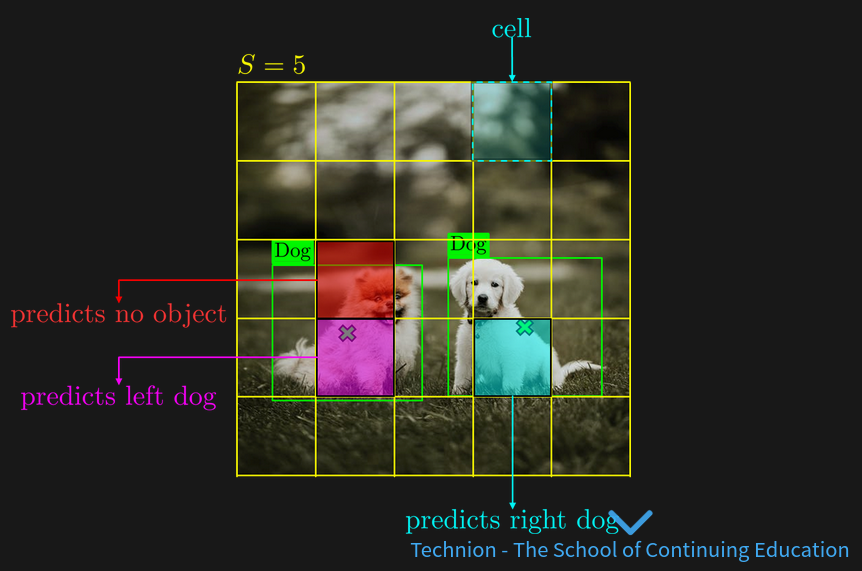 cell
S = 5
Dog
Dog
predicts no object
predicts left dog
predicts right dog
Technion - The School of Continuing Education